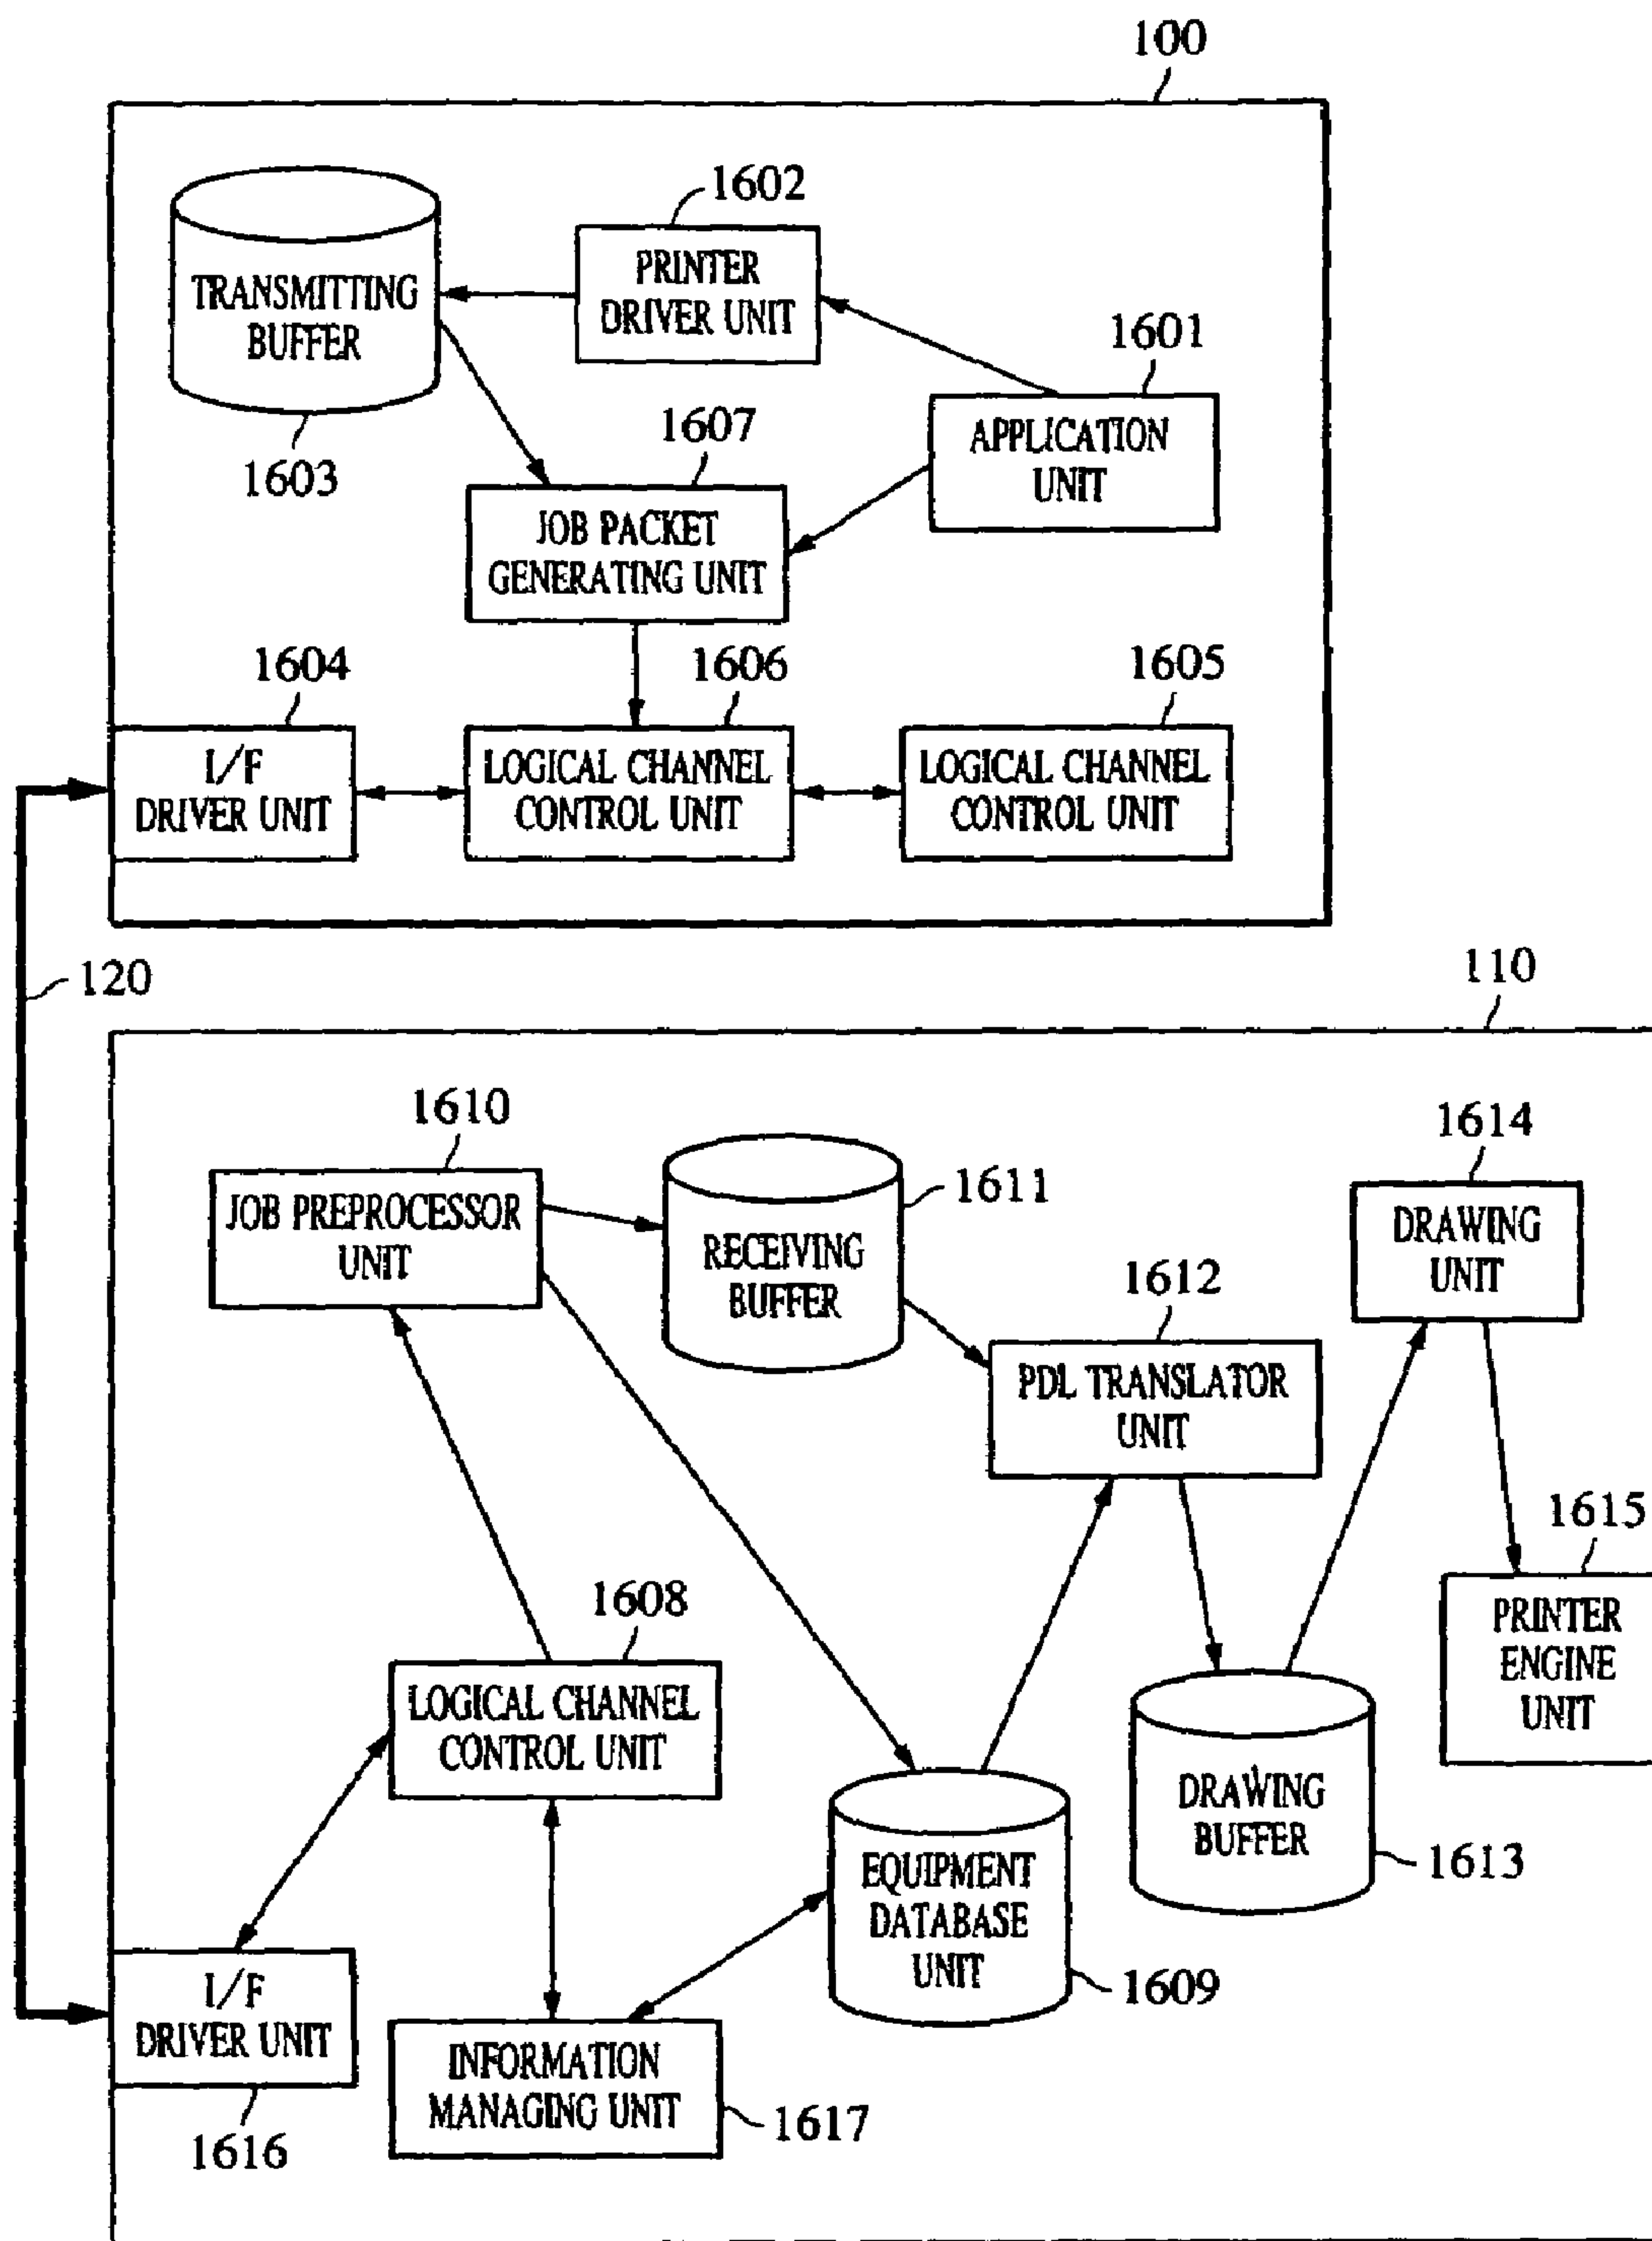 100
1602
PRINTER
DRIVER UNIT
TRANSMITTING
BUFFER
1603
1601
APPLICATION
UNIT
1607
JOB PACKET
GENERATING UNIT
1604
I/F
DRIVER UNIT
1606
LOGICAL CHANNEL
CONTROL UNIT
1605
LOGICAL CHANNEL
CONTROL UNIT
120
110
1610
JOB PREPROCESSOR
UNIT
RECEIVING
BUFFER
1611
1614
DRAWING
UNIT
1612
PDL TRANSLATOR
UNIT
1615
PRINTER
ENGINE
UNIT
1608
LOGICAL CHANNEL
CONTROL UNIT
DRAWING
BUFFER
1613
EQUIPMENT
DATABASE
UNIT
1609
I/F
DRIVER UNIT
1616
INFORMATION
MANAGING UNIT
1617